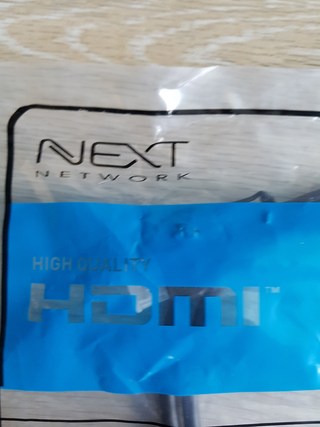 NEXT
NETWORK
HIGH QUALITY
HDMI™